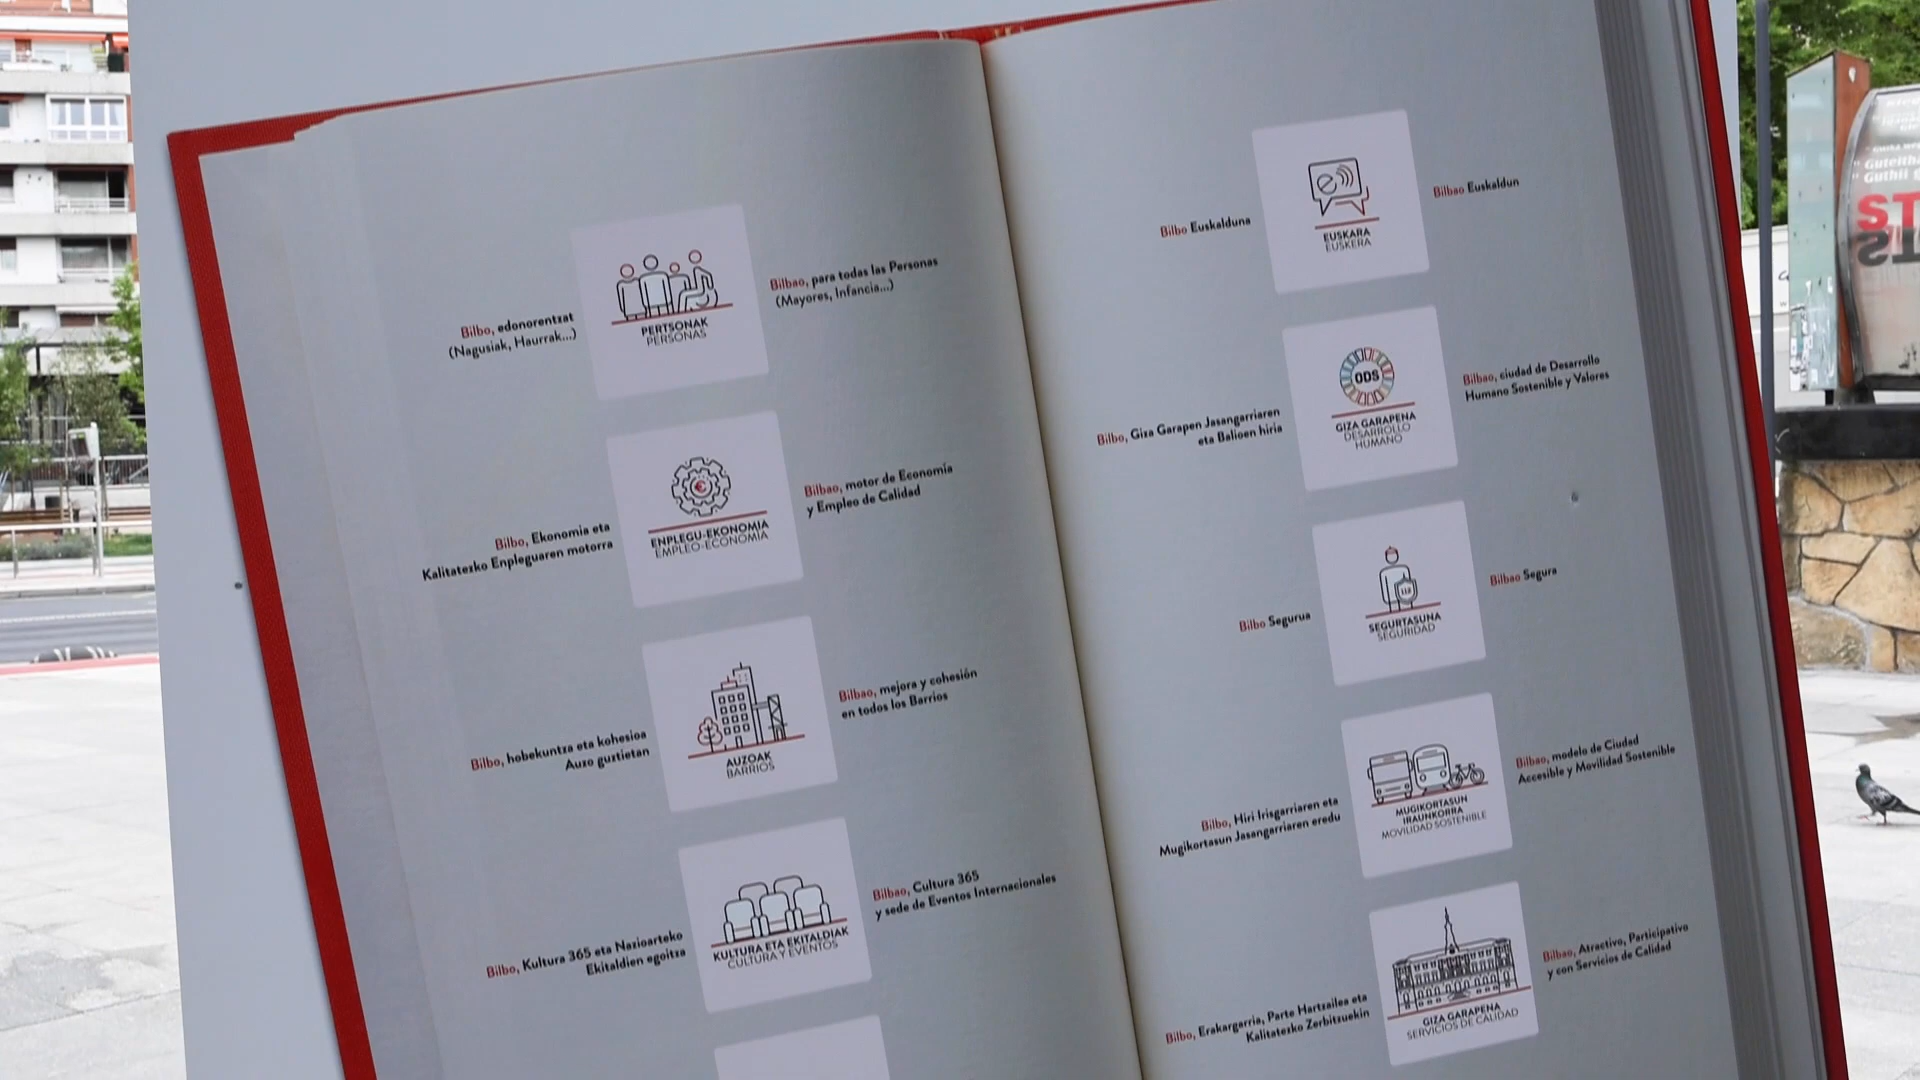 Bilbo, edonorentzat
(Nagusiak, Haurrak...)
PERTSONAK
PERSONAS
Bilbao, para todas las Personas
(Mayores, Infancia...)
Bilbo, Ekonomia eta
Kalitatezko Enpleguaren motorra
€
ENPLEGU-EKONOMIA
EMPLEO-ECONOMÍA
Bilbao, motor de Economía
y Empleo de Calidad
Bilbo, hobekuntza eta kohesioa
Auzo guztietan
AUZOAK
BARRIOS
Bilbao, mejora y cohesión
en todos los Barrios
Bilbo, Kultura 365 eta Nazioarteko
Ekitaldien egoitza
KULTURA ETA EKITALDIAK
CULTURA Y EVENTOS
Bilbao, Cultura 365
y sede de Eventos Internacionales
Bilbo Euskalduna
e
EUSKARA
EUSKERA
Bilbao Euskaldun
Bilbo, Giza Garapen Jasangarriaren
eta Balioen hiria
ODS
GIZA GARAPENA
DESARROLLO
HUMANO
Bilbao, ciudad de Desarrollo
Humano Sostenible y Valores
Bilbo Segurua
112
SEGURTASUNA
SEGURIDAD
Bilbao Segura
Bilbo, Hiri Irisgarriaren eta
Mugikortasun Jasangarriaren eredu
MUGIKORTASUN
IRAUNKORRA
MOVILIDAD SOSTENIBLE
Bilbao, modelo de Ciudad
Accesible y Movilidad Sostenible
Bilbo, Erakargarria, Parte Hartzailea eta
Kalitatezko Zerbitzuekin
GIZA GARAPENA
SERVICIOS DE CALIDAD
Bilbao, Atractivo, Participativo
y con Servicios de Calidad